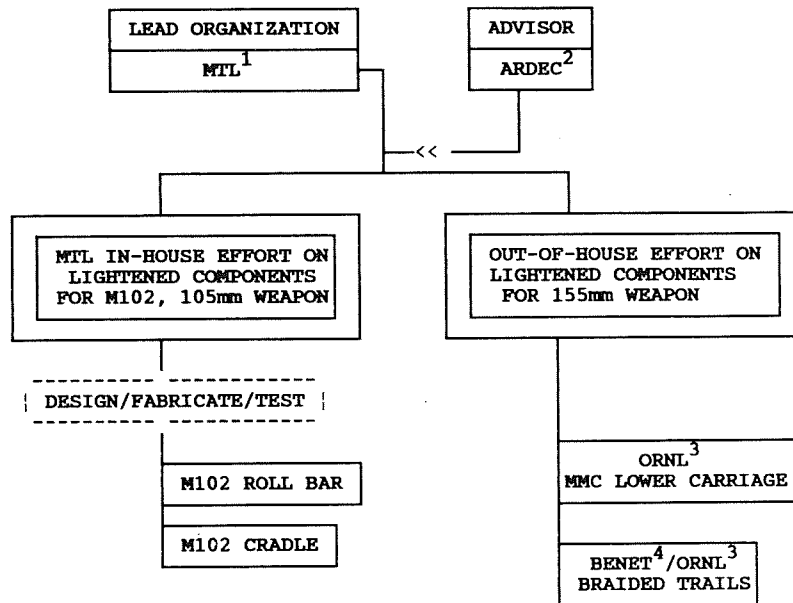 LEAD ORGANIZATION
MTL¹
ADVISOR
ARDEC²
<<
MTL IN-HOUSE EFFORT ON
LIGHTENED COMPONENTS
FOR M102, 105mm WEAPON
OUT-OF-HOUSE EFFORT ON
LIGHTENED COMPONENTS
FOR 155mm WEAPON
DESIGN/FABRICATE/TEST
M102 ROLL BAR
M102 CRADLE
ORNL³
MMC LOWER CARRIAGE
BENET⁴/ORNL³
BRAIDED TRAILS